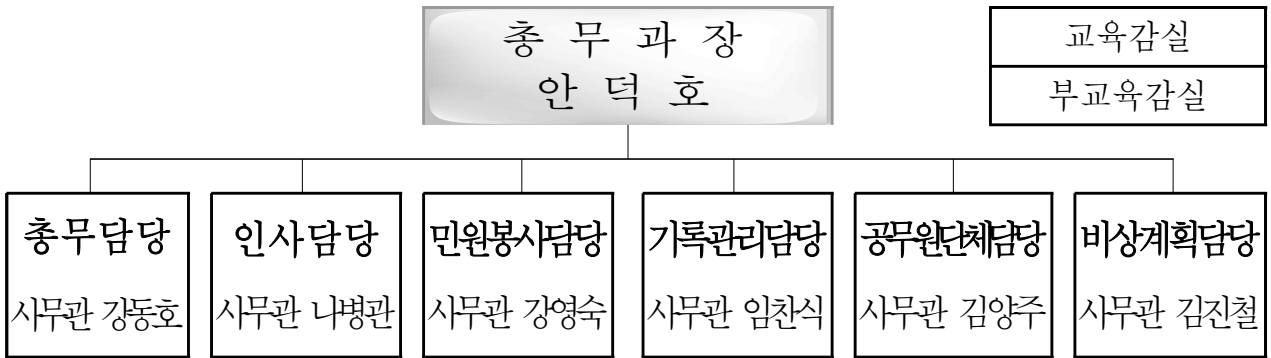 총 무 과 장
안 덕 호
교육감실
부교육감실
총무담당
사무관 강동호
인사담당
사무관 나병관
민원봉사담당
사무관 강영숙
기록관리담당
사무관 임찬식
공무원단체담당
사무관 김양주
비상계획담당
사무관 김진철